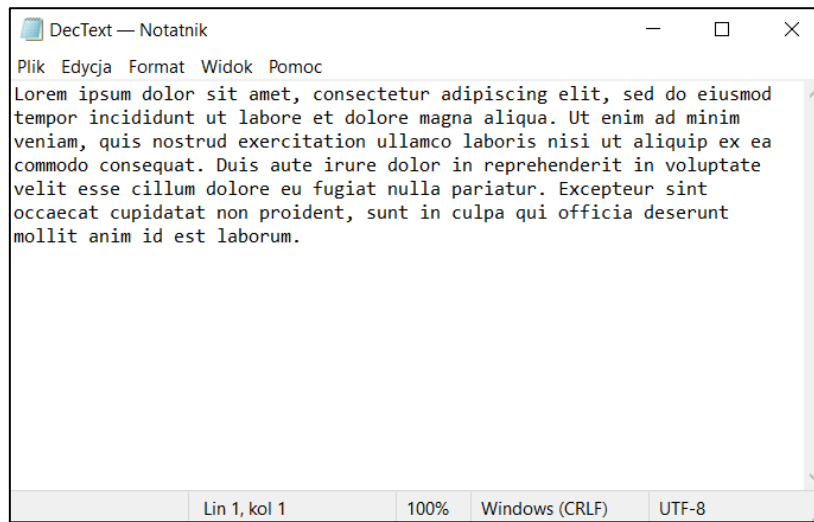 DecText — Notatnik
Plik Edycja Format Widok Pomoc
Lorem ipsum dolor sit amet, consectetur adipiscing elit, sed do eiusmod
tempor incididunt ut labore et dolore magna aliqua. Ut enim ad minim
veniam, quis nostrud exercitation ullamco laboris nisi ut aliquip ex ea
commodo consequat. Duis aute irure dolor in reprehenderit in voluptate
velit esse cillum dolore eu fugiat nulla pariatur. Excepteur sint
occaecat cupidatat non proident, sunt in culpa qui officia deserunt
mollit anim id est laborum.
Lin 1, kol 1 100% Windows (CRLF) UTF-8